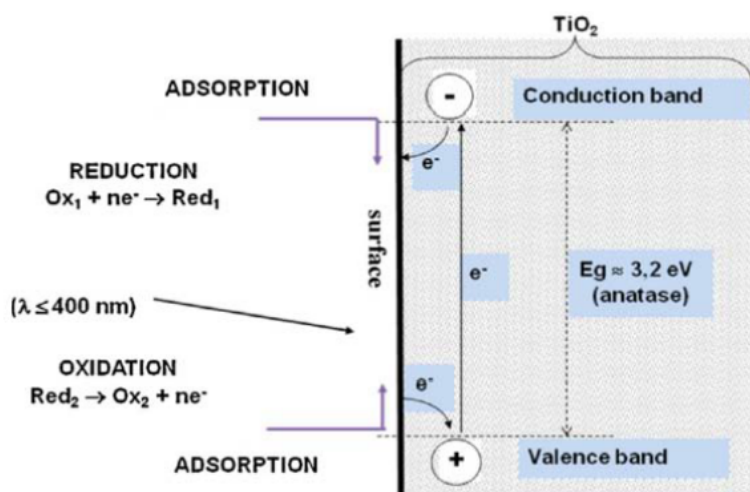 TiO₂
ADSORPTION
-
Conduction band
REDUCTION
Ox₁ + ne⁻ → Red₁
e⁻
surface
e⁻
Eg ≈ 3,2 eV
(anatase)
(λ ≤ 400 nm)
OXIDATION
Red₂ → Ox₂ + ne⁻
e⁻
ADSORPTION
+
Valence band